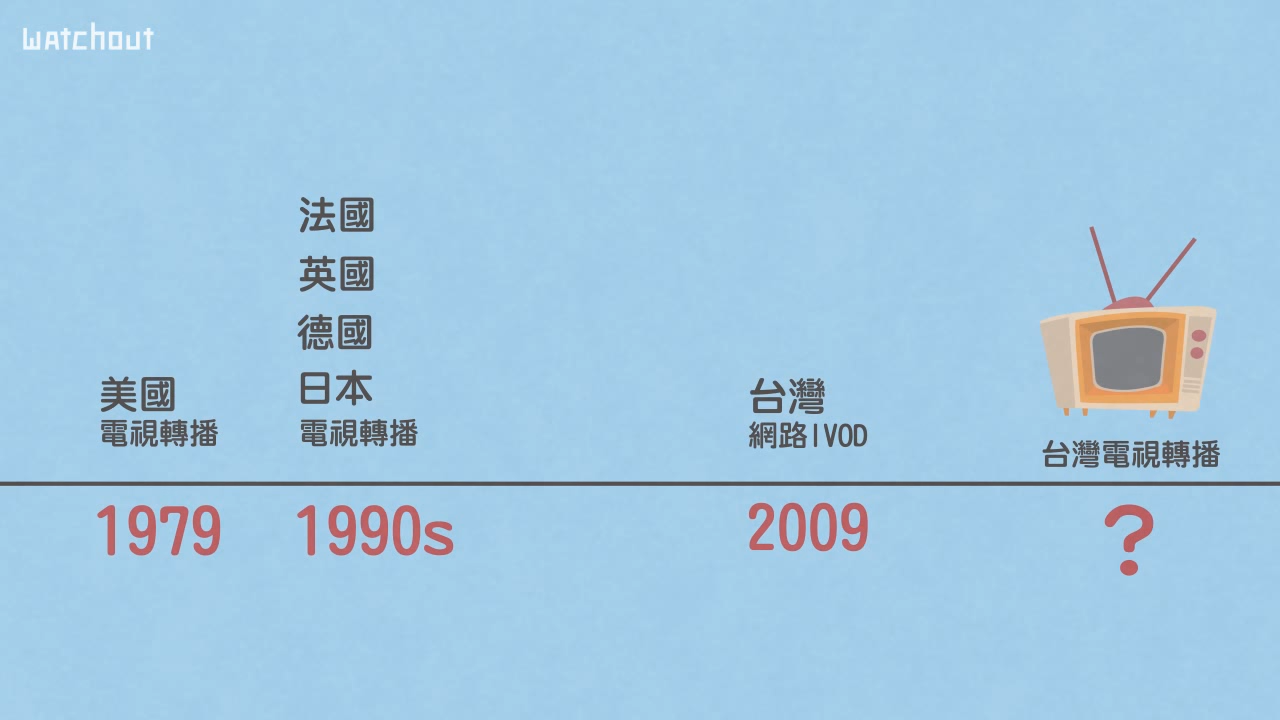 watchout
美國
電視轉播
1979
法國
英國
德國
日本
電視轉播
1990s
台灣
網路IVOD
2009
台灣電視轉播
?